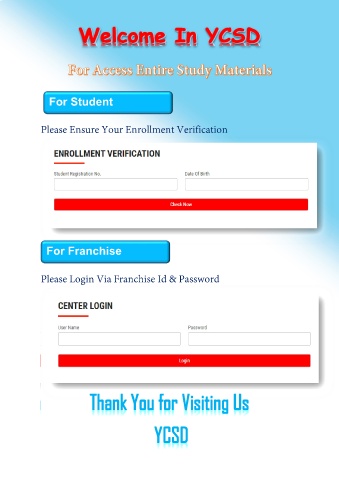 Welcome In YCSD
For Access Entire Study Materials
For Student
Please Ensure Your Enrollment Verification
ENROLLMENT VERIFICATION
Student Registration No. Date Of Birth
Check Now
For Franchise
Please Login Via Franchise Id & Password
CENTER LOGIN
User Name Password
Login
Thank You for Visiting Us
YCSD